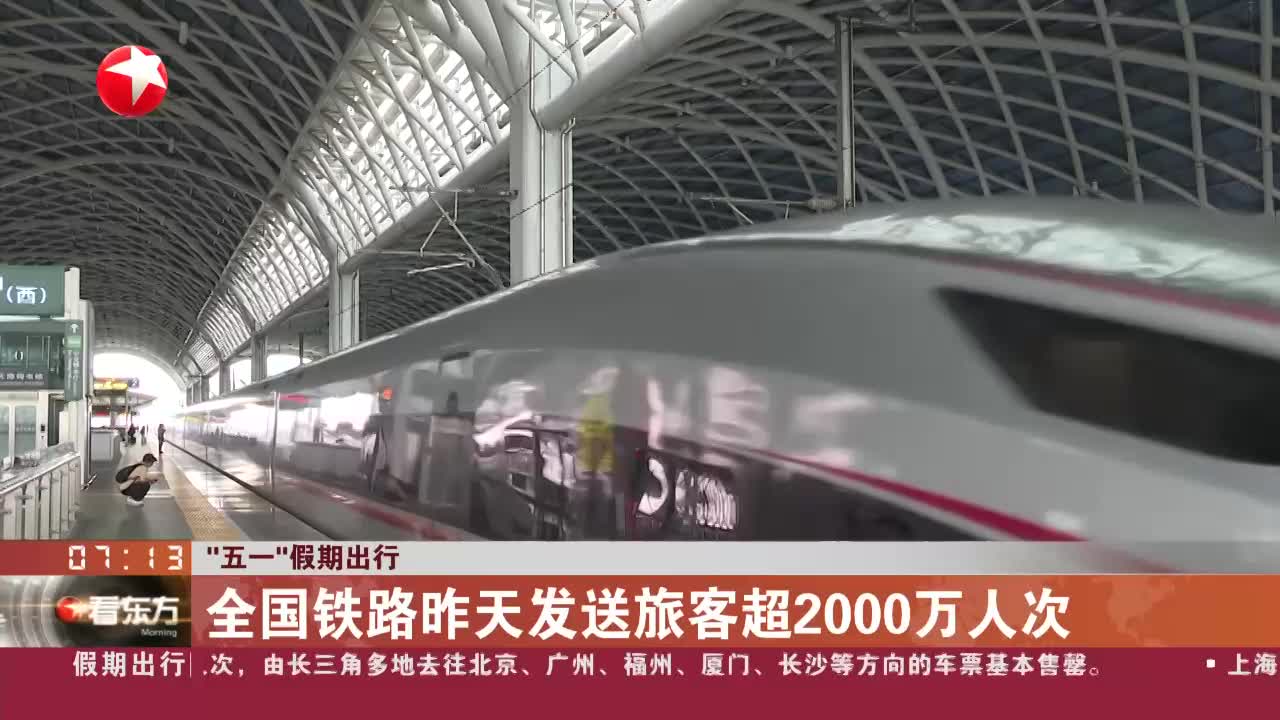 （西）
2
07:13
"五一"假期出行
看东方
Morning
全国铁路昨天发送旅客超2000万人次
假期出行
.次，由长三角多地去往北京、广州、福州、厦门、长沙等方向的车票基本售罄。
▪ 上海